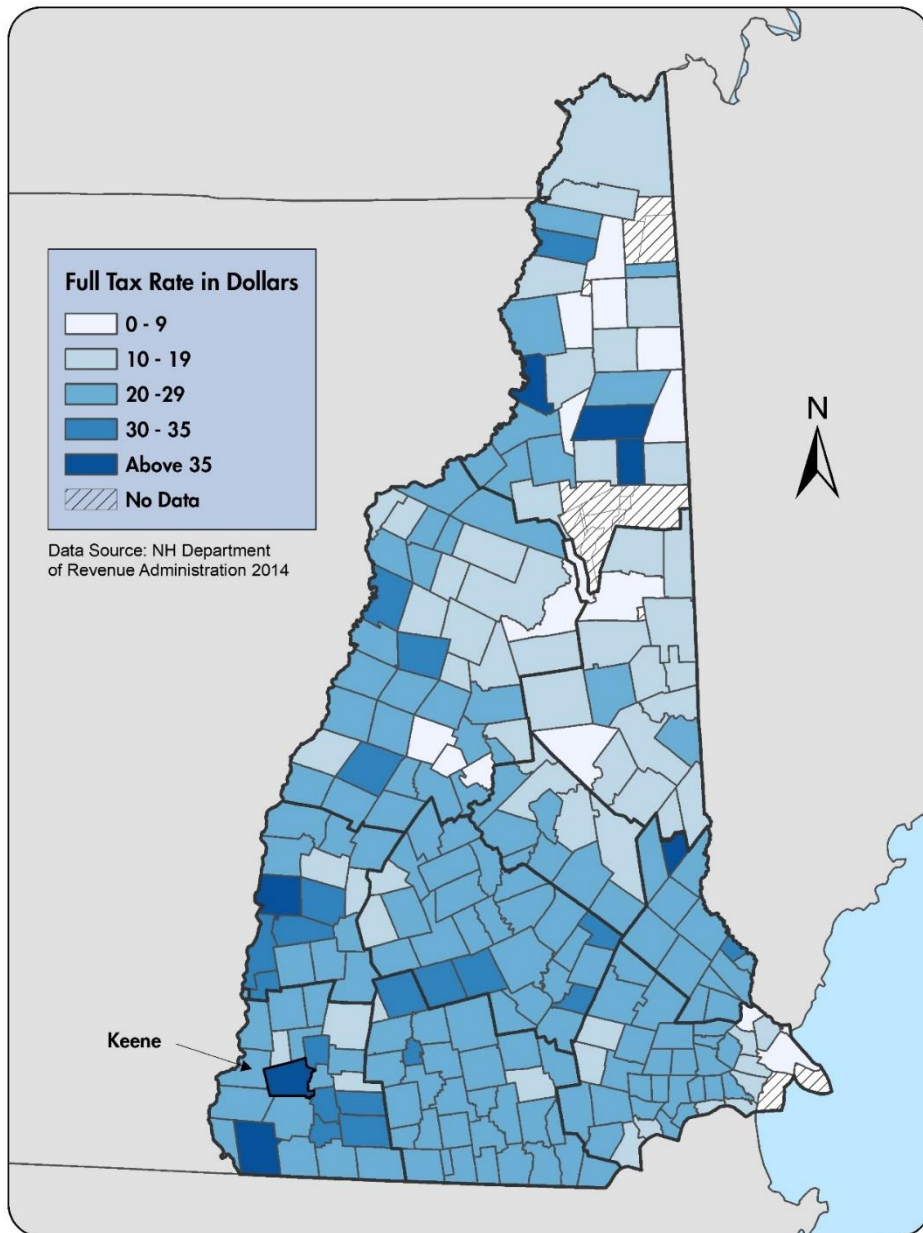 N
Full Tax Rate in Dollars
0 - 9
10 - 19
20 -29
30 - 35
Above 35
No Data
Data Source: NH Department
of Revenue Administration 2014
Keene